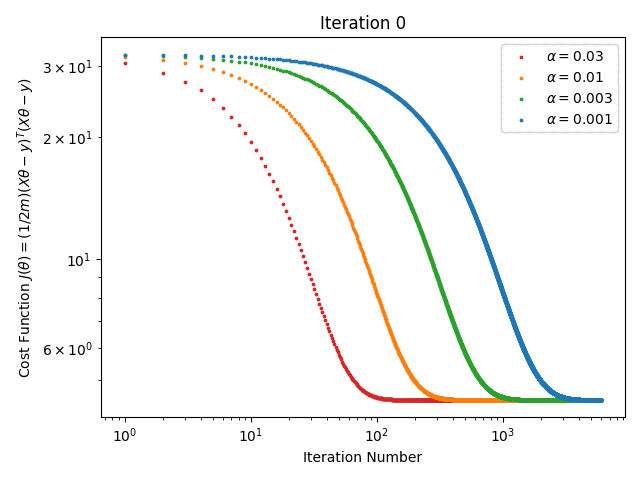 Iteration 0
Cost Function J(θ) = (1/2m)(Xθ − y)ᵀ(Xθ − y)
3 × 10¹
2 × 10¹
10¹
6 × 10⁰
α = 0.03
α = 0.01
α = 0.003
α = 0.001
10⁰ 10¹ 10² 10³
Iteration Number